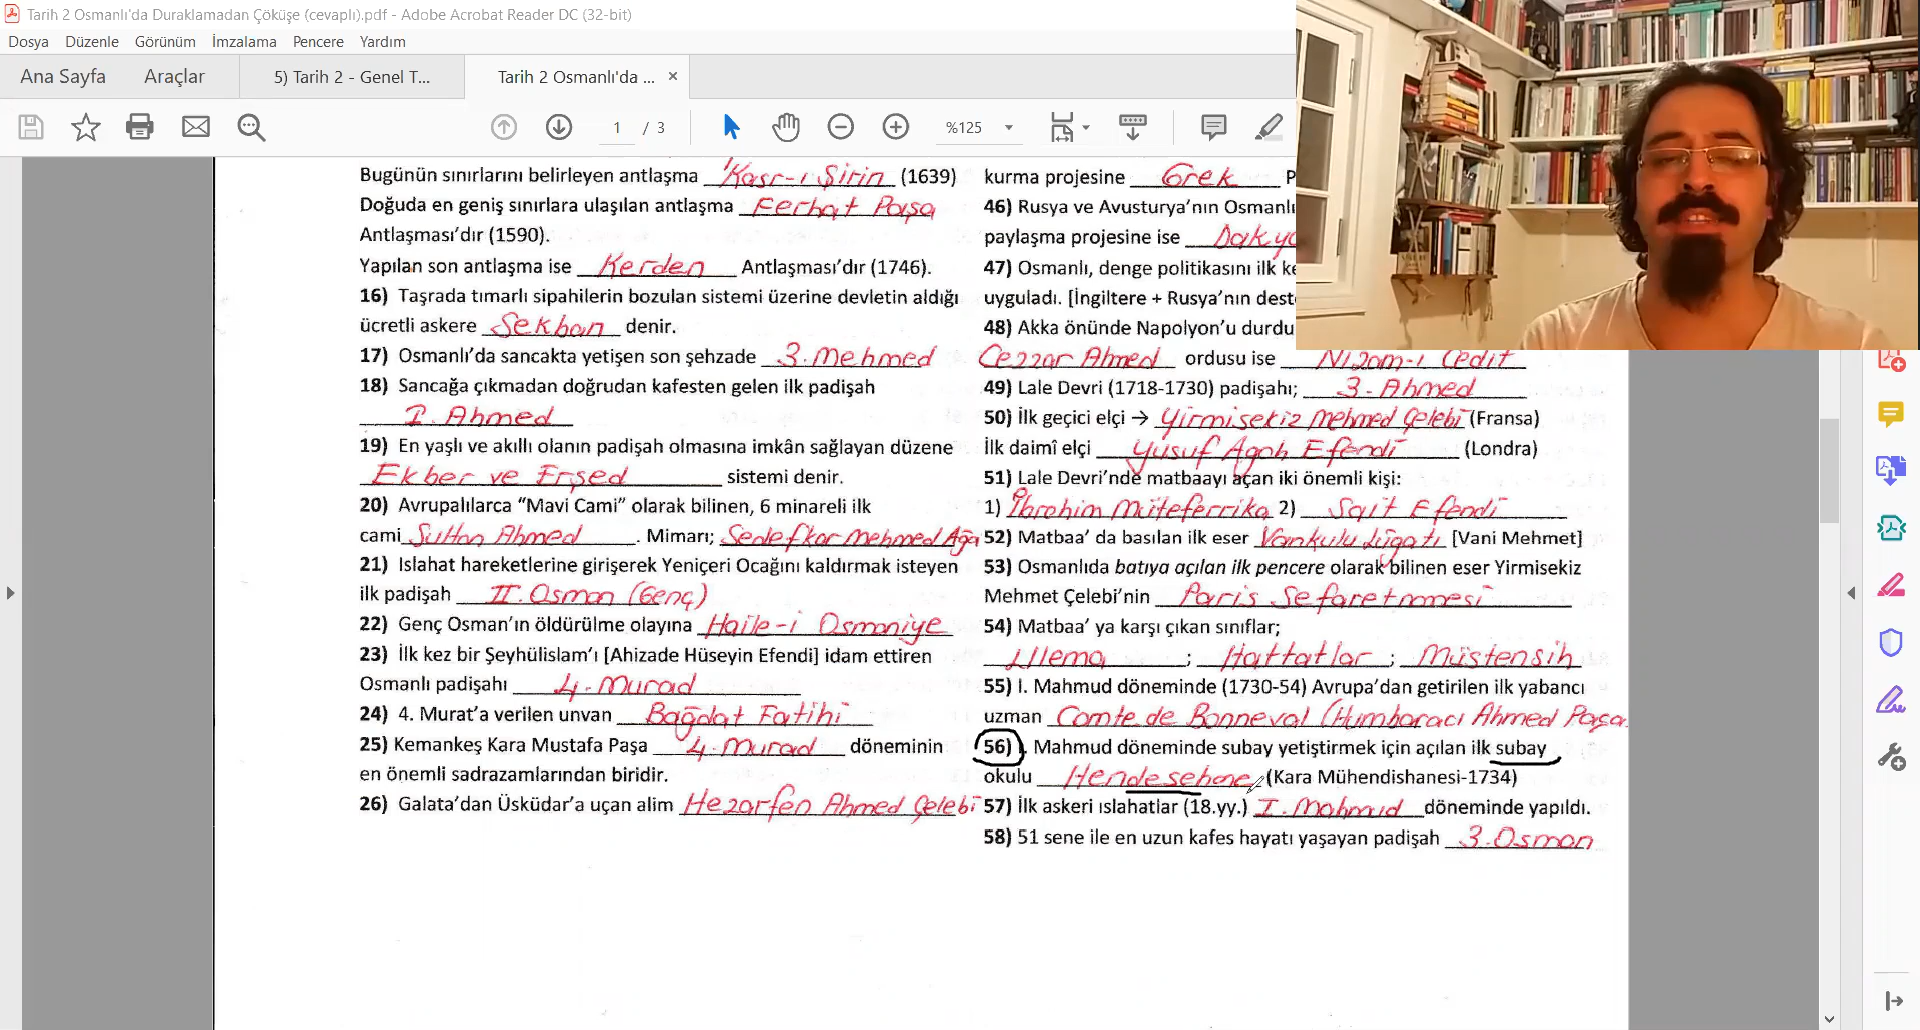 Tarih 2 Osmanlı'da Duraklamadan Çöküşe (cevaplı).pdf - Adobe Acrobat Reader DC (32-bit)
Dosya Düzenle Görünüm İmzalama Pencere Yardım
Ana Sayfa Araçlar 5) Tarih 2 - Genel T... Tarih 2 Osmanlı'da ... ×
1 / 3 %125
Bugünün sınırlarını belirleyen antlaşma Kasr-ı Şirin (1639)
Doğuda en geniş sınırlara ulaşılan antlaşma Ferhat Paşa
Antlaşması'dır (1590).
Yapılan son antlaşma ise Kerden Antlaşması'dır (1746).
16) Taşrada tımarlı sipahilerin bozulan sistemi üzerine devletin aldığı
ücretli askere Sekban denir.
17) Osmanlı'da sancakta yetişen son şehzade 3.Mehmed
18) Sancağa çıkmadan doğrudan kafesten gelen ilk padişah
I. Ahmed
19) En yaşlı ve akıllı olanın padişah olmasına imkân sağlayan düzene
Ekber ve Erşed sistemi denir.
20) Avrupalılarca “Mavi Cami” olarak bilinen, 6 minareli ilk
cami Sultan Ahmed . Mimarı; Sedefkar Mehmed Ağa
21) Islahat hareketlerine girişerek Yeniçeri Ocağını kaldırmak isteyen
ilk padişah II. Osman (Genç)
22) Genç Osman'ın öldürülme olayına Haile-i Osmaniye
23) İlk kez bir Şeyhülislam'ı [Ahizade Hüseyin Efendi] idam ettiren
Osmanlı padişahı 4.Murad
24) 4. Murat'a verilen unvan Bağdat Fatihi
25) Kemankeş Kara Mustafa Paşa 4.Murad döneminin
en önemli sadrazamlarından biridir.
26) Galata'dan Üsküdar'a uçan alim Hezarfen Ahmed Çelebi
kurma projesine Grek P
46) Rusya ve Avusturya'nın Osmanlı
paylaşma projesine ise Dakya
47) Osmanlı, denge politikasını ilk ke
uyguladı. [İngiltere + Rusya'nın dest
48) Akka önünde Napolyon'u durdu
Cezzar Ahmed ordusu ise Nizam-ı Cedit
49) Lale Devri (1718-1730) padişahı; 3. Ahmed
50) İlk geçici elçi → Yirmisekiz Mehmed Çelebi (Fransa)
İlk daimî elçi Yusuf Agah Efendi (Londra)
51) Lale Devri'nde matbaayı açan iki önemli kişi:
1) İbrahim Müteferrika 2) Sait Efendi
52) Matbaa' da basılan ilk eser Vankulu Lügatı [Vani Mehmet]
53) Osmanlıda batıya açılan ilk pencere olarak bilinen eser Yirmisekiz
Mehmet Çelebi'nin Paris Sefaretnamesi
54) Matbaa' ya karşı çıkan sınıflar;
Ulema ; Hattatlar ; Müstensih
55) I. Mahmud döneminde (1730-54) Avrupa'dan getirilen ilk yabancı
uzman Comte de Bonneval (Humbaracı Ahmed Paşa
56) . Mahmud döneminde subay yetiştirmek için açılan ilk subay
okulu Hendesehane (Kara Mühendishanesi-1734)
57) İlk askeri ıslahatlar (18.yy.) I. Mahmud döneminde yapıldı.
58) 51 sene ile en uzun kafes hayatı yaşayan padişah 3.Osman